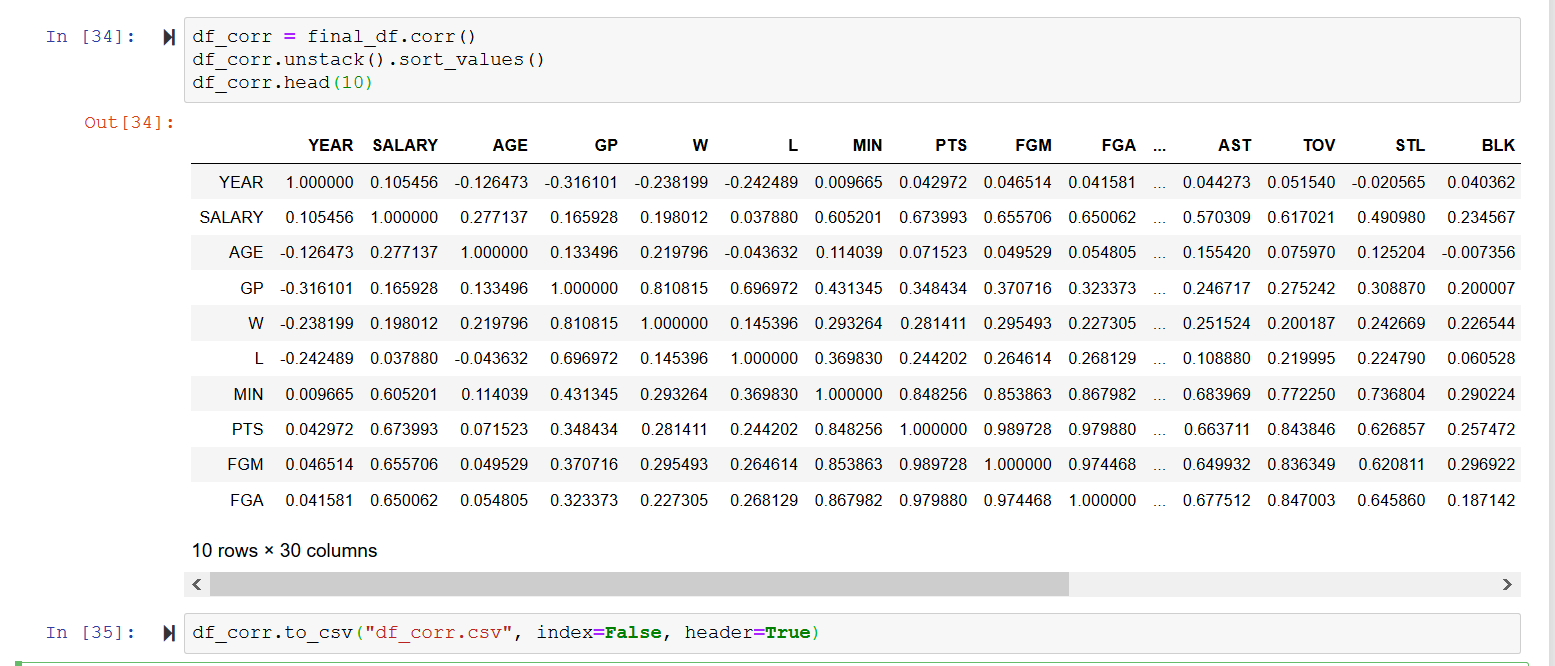 In [34]:
df_corr = final_df.corr()
df_corr.unstack().sort_values()
df_corr.head(10)
Out[34]:
YEAR SALARY AGE GP W L MIN PTS FGM FGA ... AST TOV STL BLK
YEAR 1.000000 0.105456 -0.126473 -0.316101 -0.238199 -0.242489 0.009665 0.042972 0.046514 0.041581 ... 0.044273 0.051540 -0.020565 0.040362
SALARY 0.105456 1.000000 0.277137 0.165928 0.198012 0.037880 0.605201 0.673993 0.655706 0.650062 ... 0.570309 0.617021 0.490980 0.234567
AGE -0.126473 0.277137 1.000000 0.133496 0.219796 -0.043632 0.114039 0.071523 0.049529 0.054805 ... 0.155420 0.075970 0.125204 -0.007356
GP -0.316101 0.165928 0.133496 1.000000 0.810815 0.696972 0.431345 0.348434 0.370716 0.323373 ... 0.246717 0.275242 0.308870 0.200007
W -0.238199 0.198012 0.219796 0.810815 1.000000 0.145396 0.293264 0.281411 0.295493 0.227305 ... 0.251524 0.200187 0.242669 0.226544
L -0.242489 0.037880 -0.043632 0.696972 0.145396 1.000000 0.369830 0.244202 0.264614 0.268129 ... 0.108880 0.219995 0.224790 0.060528
MIN 0.009665 0.605201 0.114039 0.431345 0.293264 0.369830 1.000000 0.848256 0.853863 0.867982 ... 0.683969 0.772250 0.736804 0.290224
PTS 0.042972 0.673993 0.071523 0.348434 0.281411 0.244202 0.848256 1.000000 0.989728 0.979880 ... 0.663711 0.843846 0.626857 0.257472
FGM 0.046514 0.655706 0.049529 0.370716 0.295493 0.264614 0.853863 0.989728 1.000000 0.974468 ... 0.649932 0.836349 0.620811 0.296922
FGA 0.041581 0.650062 0.054805 0.323373 0.227305 0.268129 0.867982 0.979880 0.974468 1.000000 ... 0.677512 0.847003 0.645860 0.187142
10 rows × 30 columns
In [35]:
df_corr.to_csv("df_corr.csv", index=False, header=True)